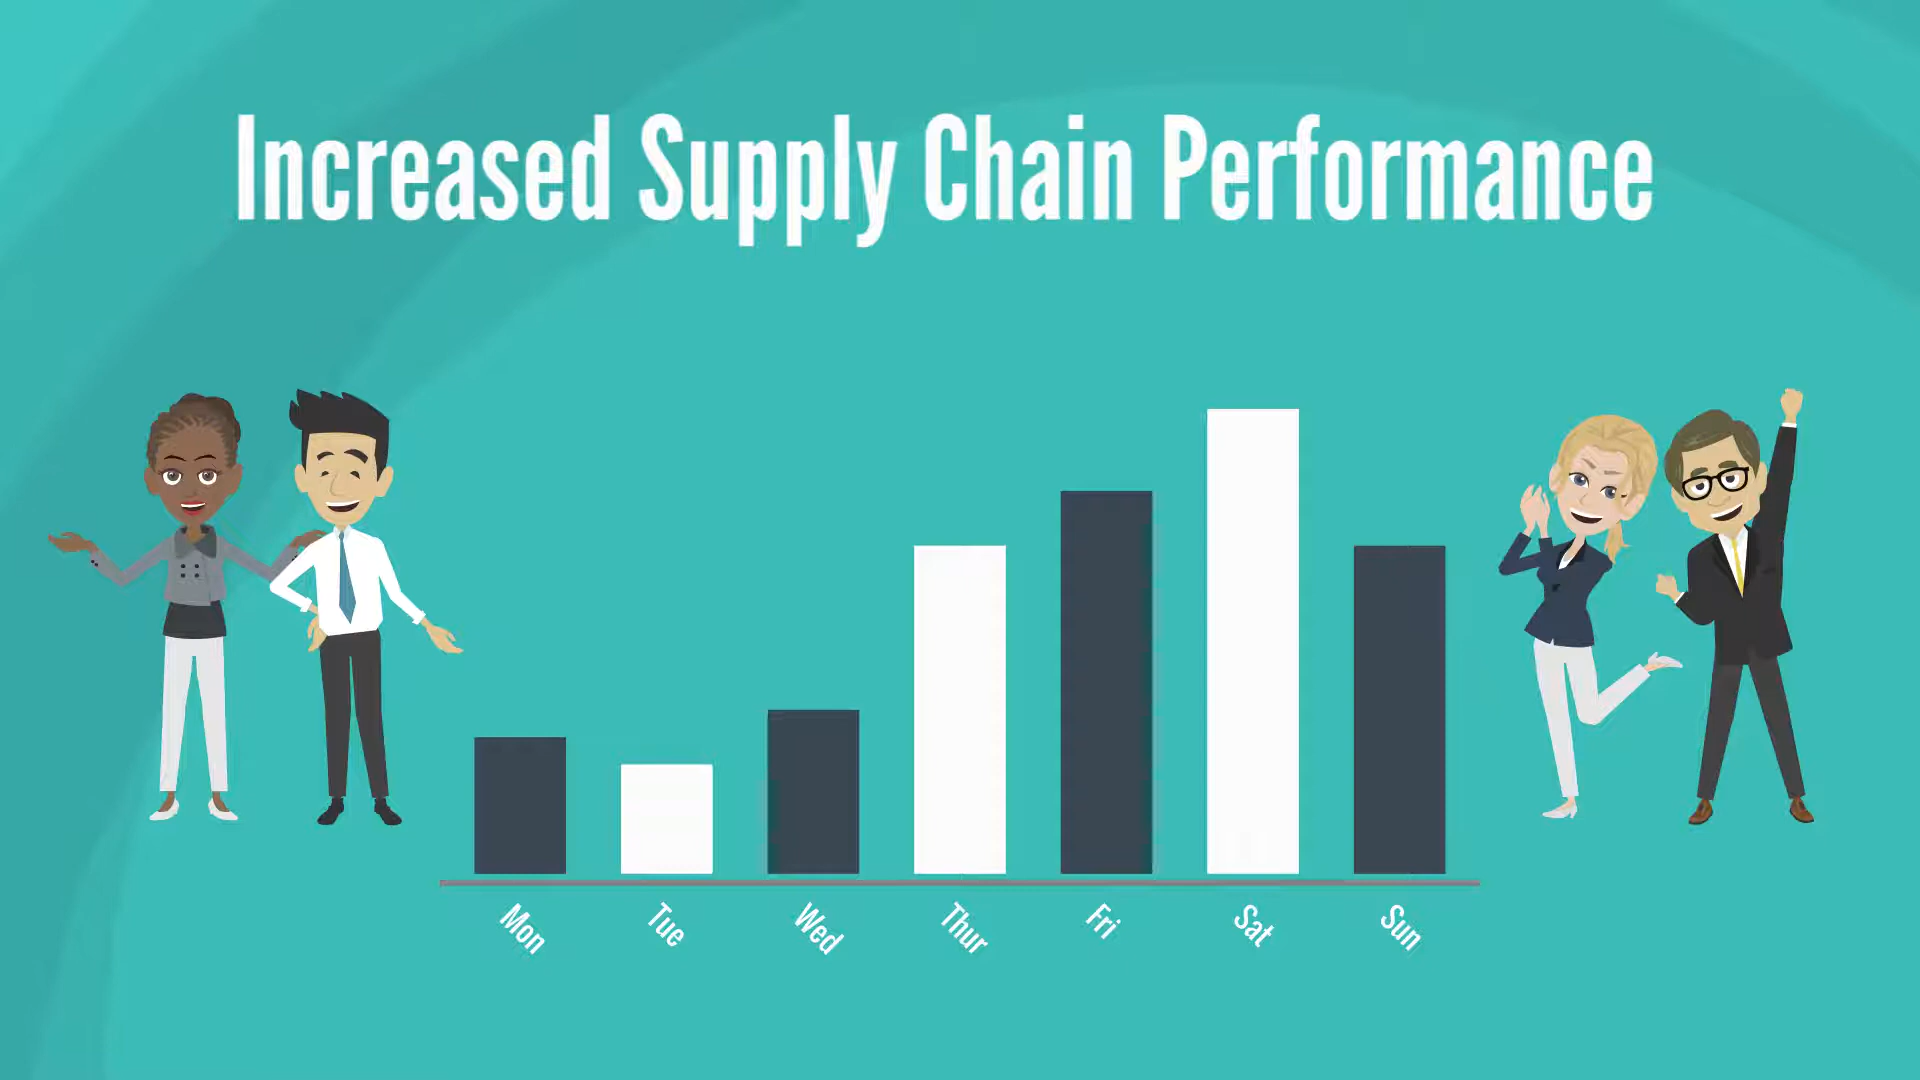 Increased Supply Chain Performance
Mon
Tue
Wed
Thur
Fri
Sat
Sun